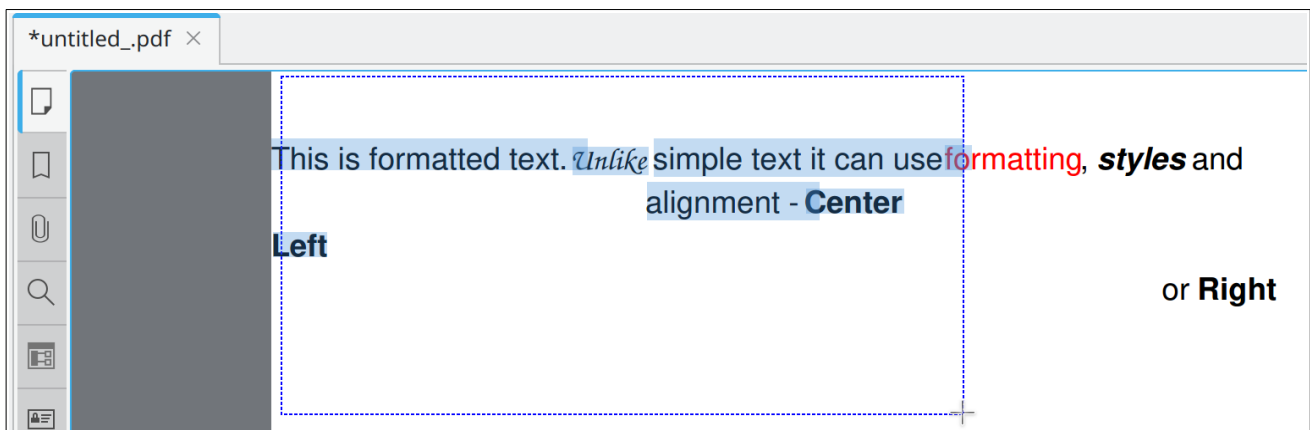 *untitled_.pdf ×
This is formatted text. Unlike simple text it can use formatting, styles and
alignment - Center
Left
or Right